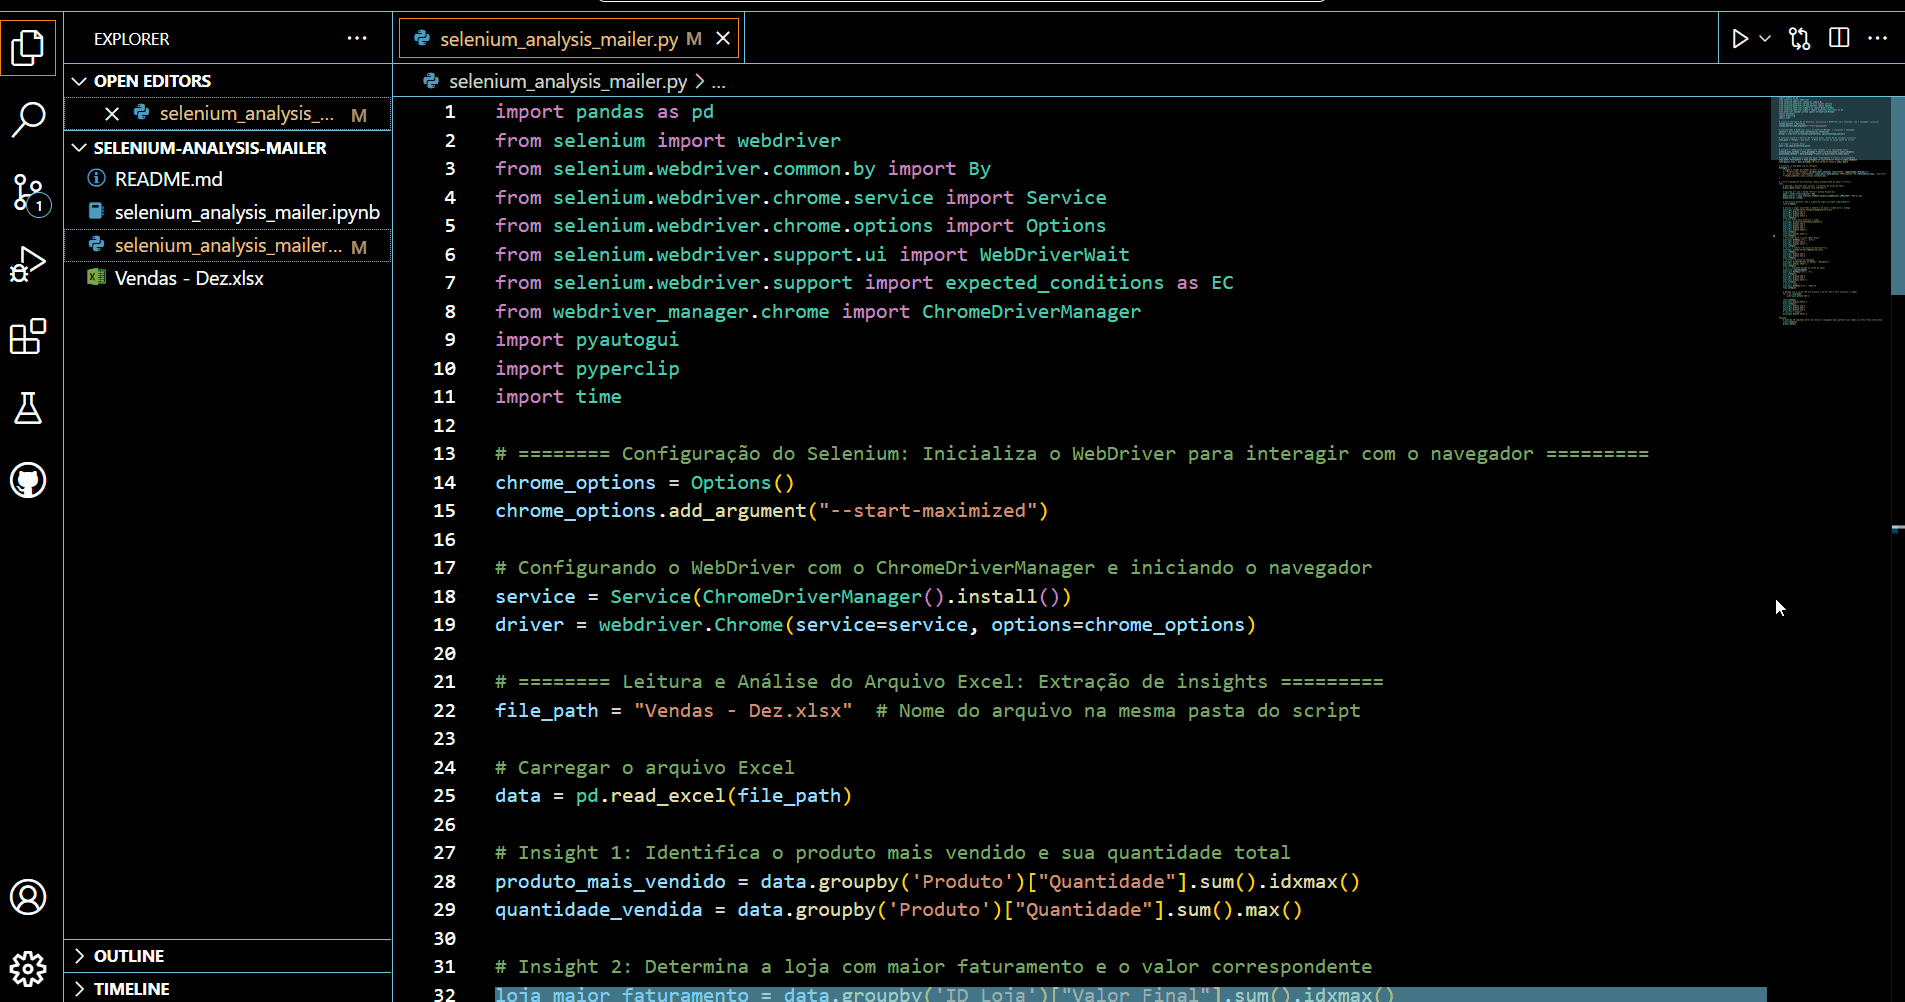 EXPLORER
OPEN EDITORS
selenium_analysis_... M
SELENIUM-ANALYSIS-MAILER
README.md
selenium_analysis_mailer.ipynb
selenium_analysis_mailer... M
Vendas - Dez.xlsx
OUTLINE
TIMELINE
1
selenium_analysis_mailer.py M
selenium_analysis_mailer.py > ...
1 import pandas as pd
2 from selenium import webdriver
3 from selenium.webdriver.common.by import By
4 from selenium.webdriver.chrome.service import Service
5 from selenium.webdriver.chrome.options import Options
6 from selenium.webdriver.support.ui import WebDriverWait
7 from selenium.webdriver.support import expected_conditions as EC
8 from webdriver_manager.chrome import ChromeDriverManager
9 import pyautogui
10 import pyperclip
11 import time
12
13 # ======== Configuração do Selenium: Inicializa o WebDriver para interagir com o navegador =========
14 chrome_options = Options()
15 chrome_options.add_argument("--start-maximized")
16
17 # Configurando o WebDriver com o ChromeDriverManager e iniciando o navegador
18 service = Service(ChromeDriverManager().install())
19 driver = webdriver.Chrome(service=service, options=chrome_options)
20
21 # ======== Leitura e Análise do Arquivo Excel: Extração de insights =========
22 file_path = "Vendas - Dez.xlsx"  # Nome do arquivo na mesma pasta do script
23
24 # Carregar o arquivo Excel
25 data = pd.read_excel(file_path)
26
27 # Insight 1: Identifica o produto mais vendido e sua quantidade total
28 produto_mais_vendido = data.groupby('Produto')["Quantidade"].sum().idxmax()
29 quantidade_vendida = data.groupby('Produto')["Quantidade"].sum().max()
30
31 # Insight 2: Determina a loja com maior faturamento e o valor correspondente
32 loja_maior_faturamento = data.groupby('ID Loja')["Valor Final"].sum().idxmax()